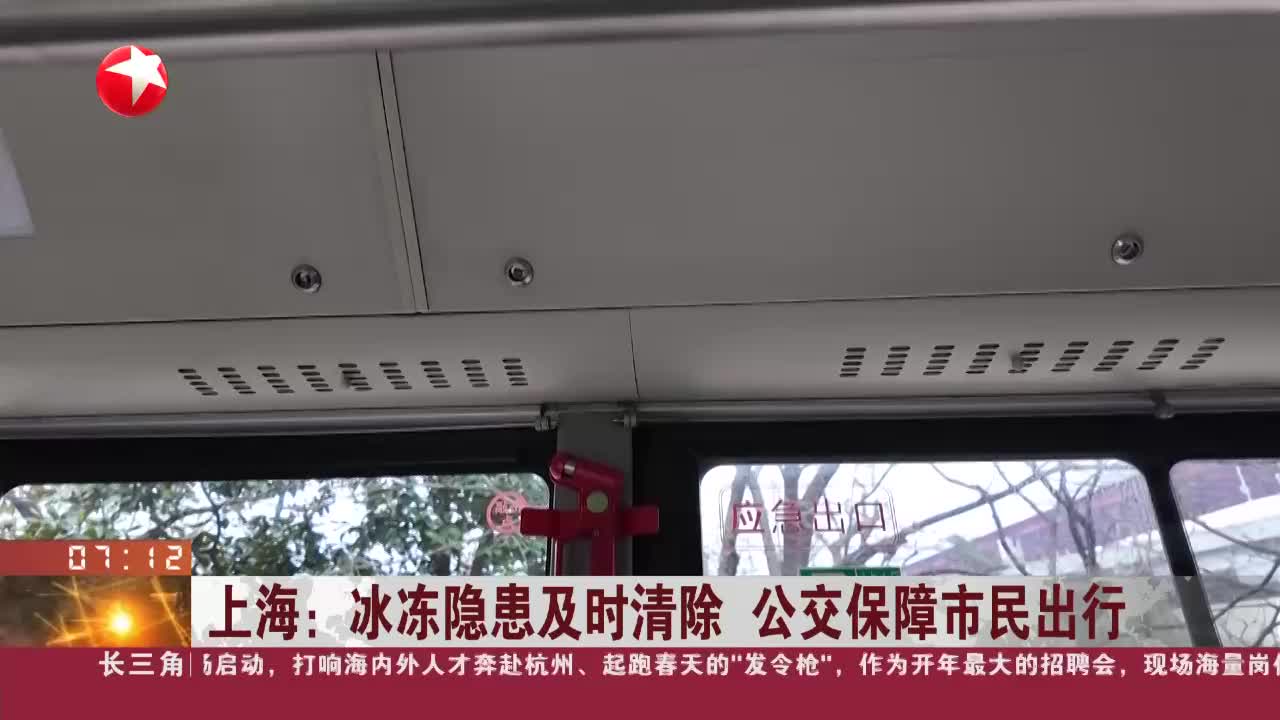 应急出口
07:12
上海：冰冻隐患及时清除 公交保障市民出行
长三角 启动，打响海内外人才奔赴杭州、起跑春天的"发令枪"，作为开年最大的招聘会，现场海量岗